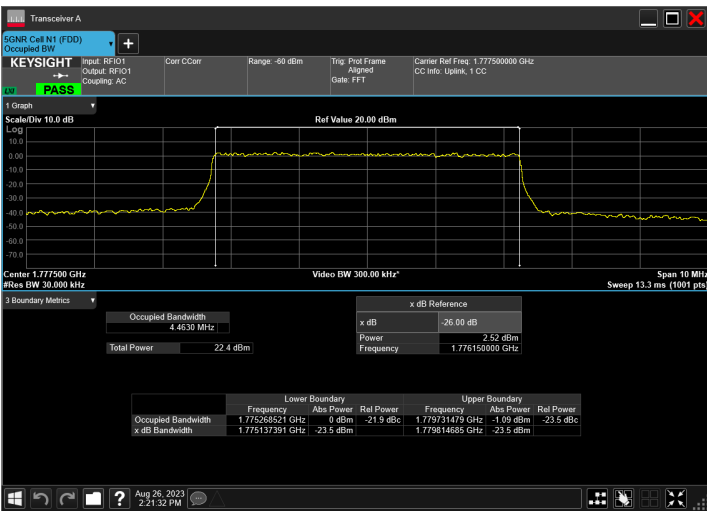 Transceiver A
5GNR Cell N1 (FDD)
Occupied BW
+
KEYSIGHT
LXI
PASS
Input: RFIO1
Output: RFIO1
Coupling: AC
Corr CCorr
Range: -60 dBm
Trig: Prot Frame
Aligned
Gate: FFT
Carrier Ref Freq: 1.777500000 GHz
CC Info: Uplink, 1 CC
1 Graph
Scale/Div 10.0 dB
Ref Value 20.00 dBm
Log
10.0
0.00
-10.0
-20.0
-30.0
-40.0
-50.0
-60.0
-70.0
Center 1.777500 GHz
Video BW 300.00 kHz*
Span 10 MHz
#Res BW 30.000 kHz
Sweep 13.3 ms (1001 pts)
3 Boundary Metrics
Occupied Bandwidth
4.4630 MHz
Total Power 22.4 dBm
x dB Reference
x dB -26.00 dB
Power 2.52 dBm
Frequency 1.776150000 GHz
Lower Boundary Upper Boundary
Frequency Abs Power Rel Power Frequency Abs Power Rel Power
Occupied Bandwidth 1.775268521 GHz 0 dBm -21.9 dBc 1.779731479 GHz -1.09 dBm -23.5 dBc
x dB Bandwidth 1.775137391 GHz -23.5 dBm 1.779814685 GHz -23.5 dBm
?
Aug 26, 2023
2:21:32 PM